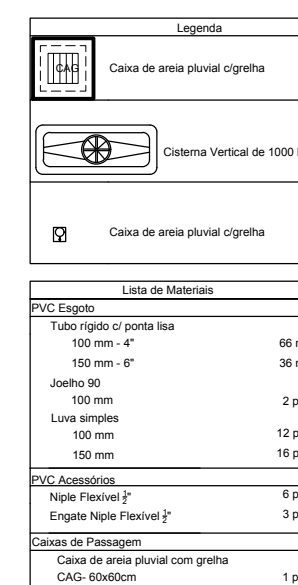 Legenda
CAG
Caixa de areia pluvial c/grelha
Cisterna Vertical de 1000
Caixa de areia pluvial c/grelha
Lista de Materiais
PVC Esgoto
Tubo rígido c/ ponta lisa
100 mm - 4" 66
150 mm - 6" 36
Joelho 90
100 mm 2 p
Luva simples
100 mm 12 p
150 mm 16 p
PVC Acessórios
Niple Flexível ½" 6 p
Engate Niple Flexível ½" 3 p
Caixas de Passagem
Caixa de areia pluvial com grelha
CAG- 60x60cm 1 p